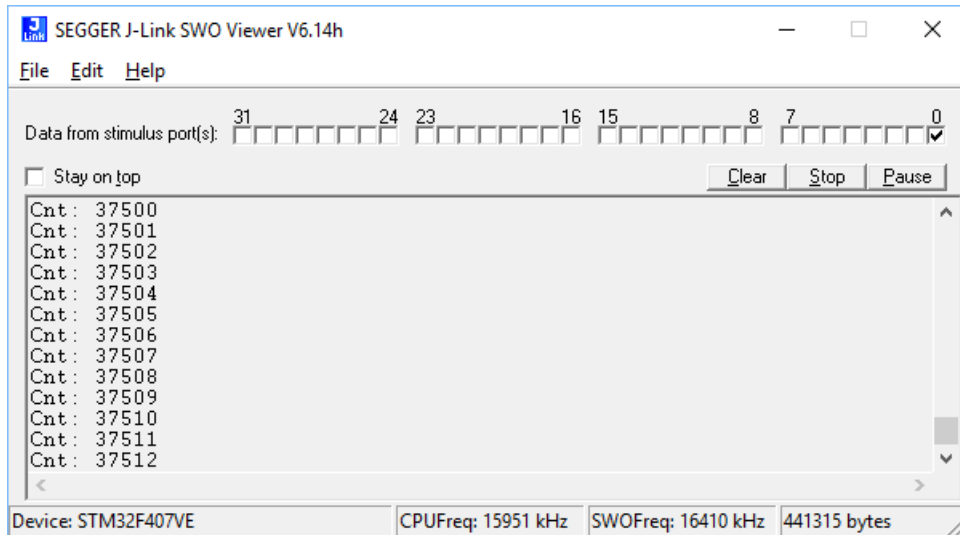 J Link SEGGER J-Link SWO Viewer V6.14h
File Edit Help
Data from stimulus port(s): 31 24 23 16 15 8 7 0
Stay on top Clear Stop Pause
Cnt: 37500
Cnt: 37501
Cnt: 37502
Cnt: 37503
Cnt: 37504
Cnt: 37505
Cnt: 37506
Cnt: 37507
Cnt: 37508
Cnt: 37509
Cnt: 37510
Cnt: 37511
Cnt: 37512
Device: STM32F407VE CPUFreq: 15951 kHz SWOFreq: 16410 kHz 441315 bytes